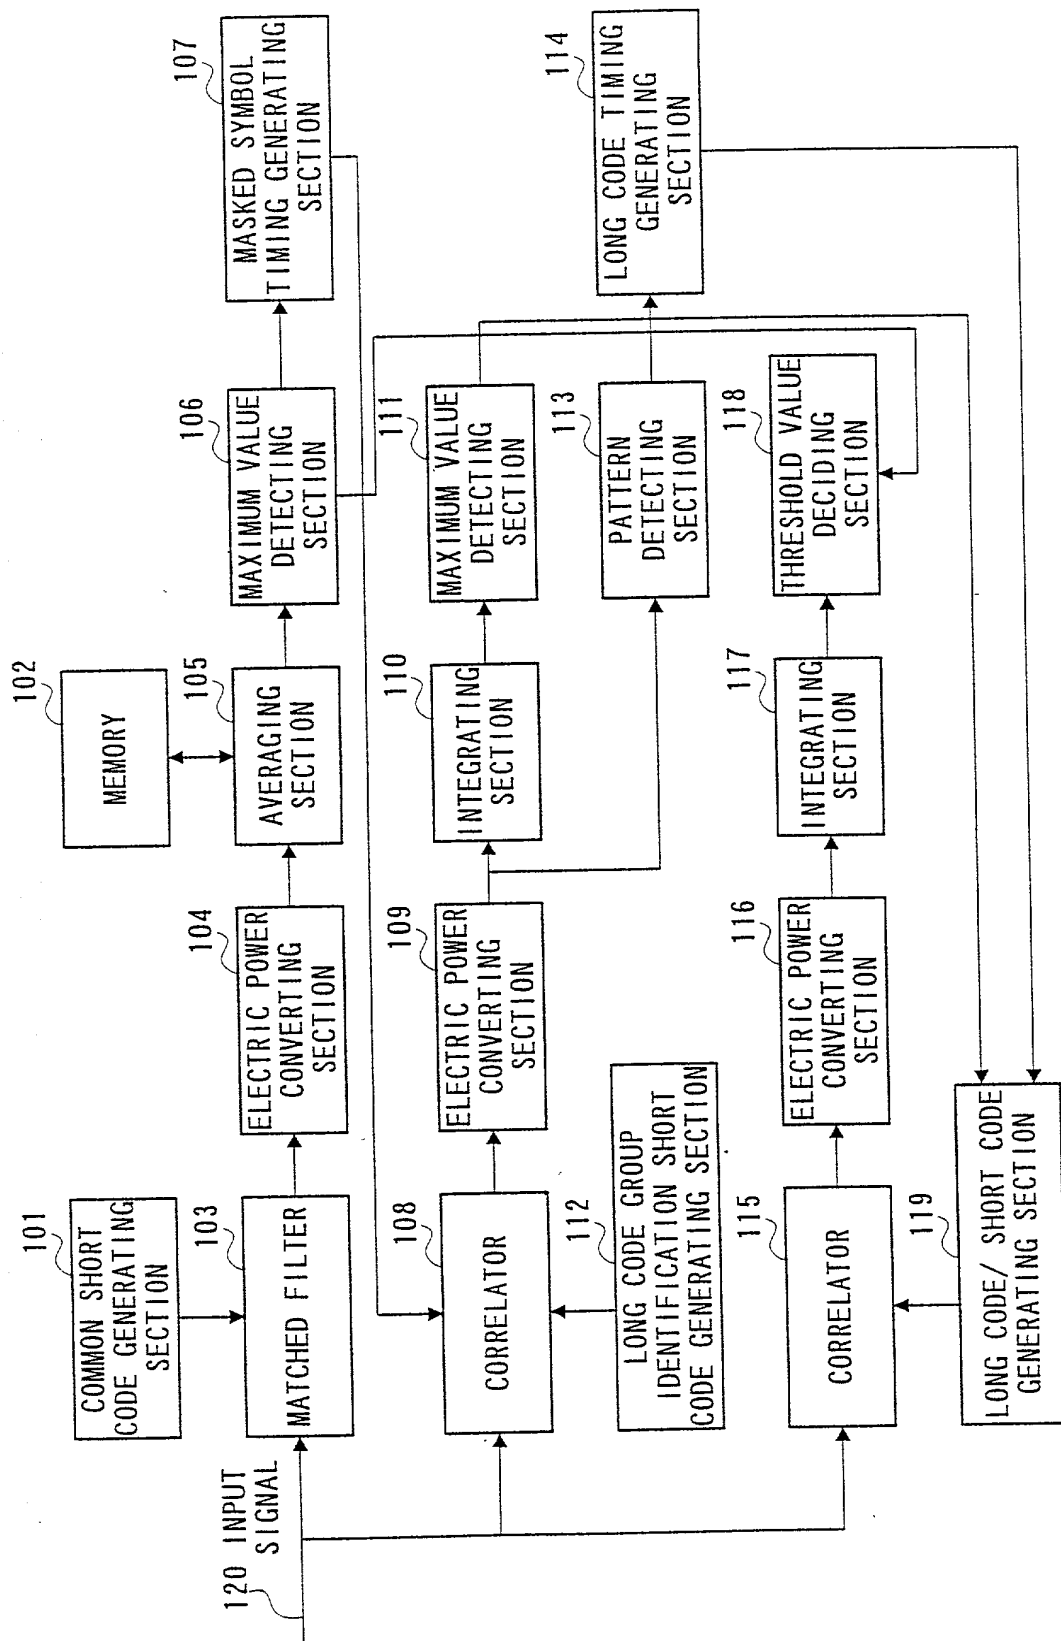 120 INPUT
SIGNAL
101
COMMON SHORT
CODE GENERATING
SECTION
102
MEMORY
103
MATCHED FILTER
104
ELECTRIC POWER
CONVERTING
SECTION
105
AVERAGING
SECTION
106
MAXIMUM VALUE
DETECTING
SECTION
107
MASKED SYMBOL
TIMING GENERATING
SECTION
108
CORRELATOR
109
ELECTRIC POWER
CONVERTING
SECTION
110
INTEGRATING
SECTION
111
MAXIMUM VALUE
DETECTING
SECTION
112
LONG CODE GROUP
IDENTIFICATION SHORT
CODE GENERATING SECTION
113
PATTERN
DETECTING
SECTION
114
LONG CODE TIMING
GENERATING
SECTION
115
CORRELATOR
116
ELECTRIC POWER
CONVERTING
SECTION
117
INTEGRATING
SECTION
118
THRESHOLD VALUE
DECIDING
SECTION
119
LONG CODE/ SHORT CODE
GENERATING SECTION